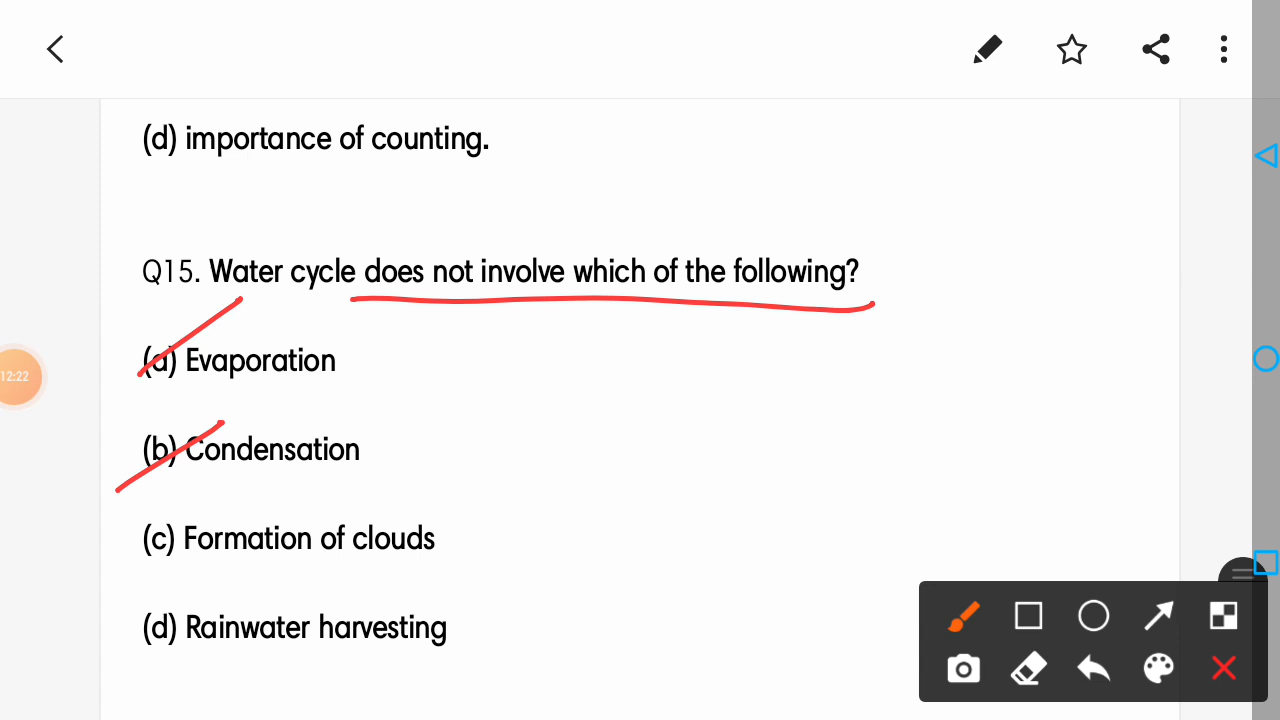 (d) importance of counting.
Q15. Water cycle does not involve which of the following?
(a) Evaporation
12:22
(b) Condensation
(c) Formation of clouds
(d) Rainwater harvesting